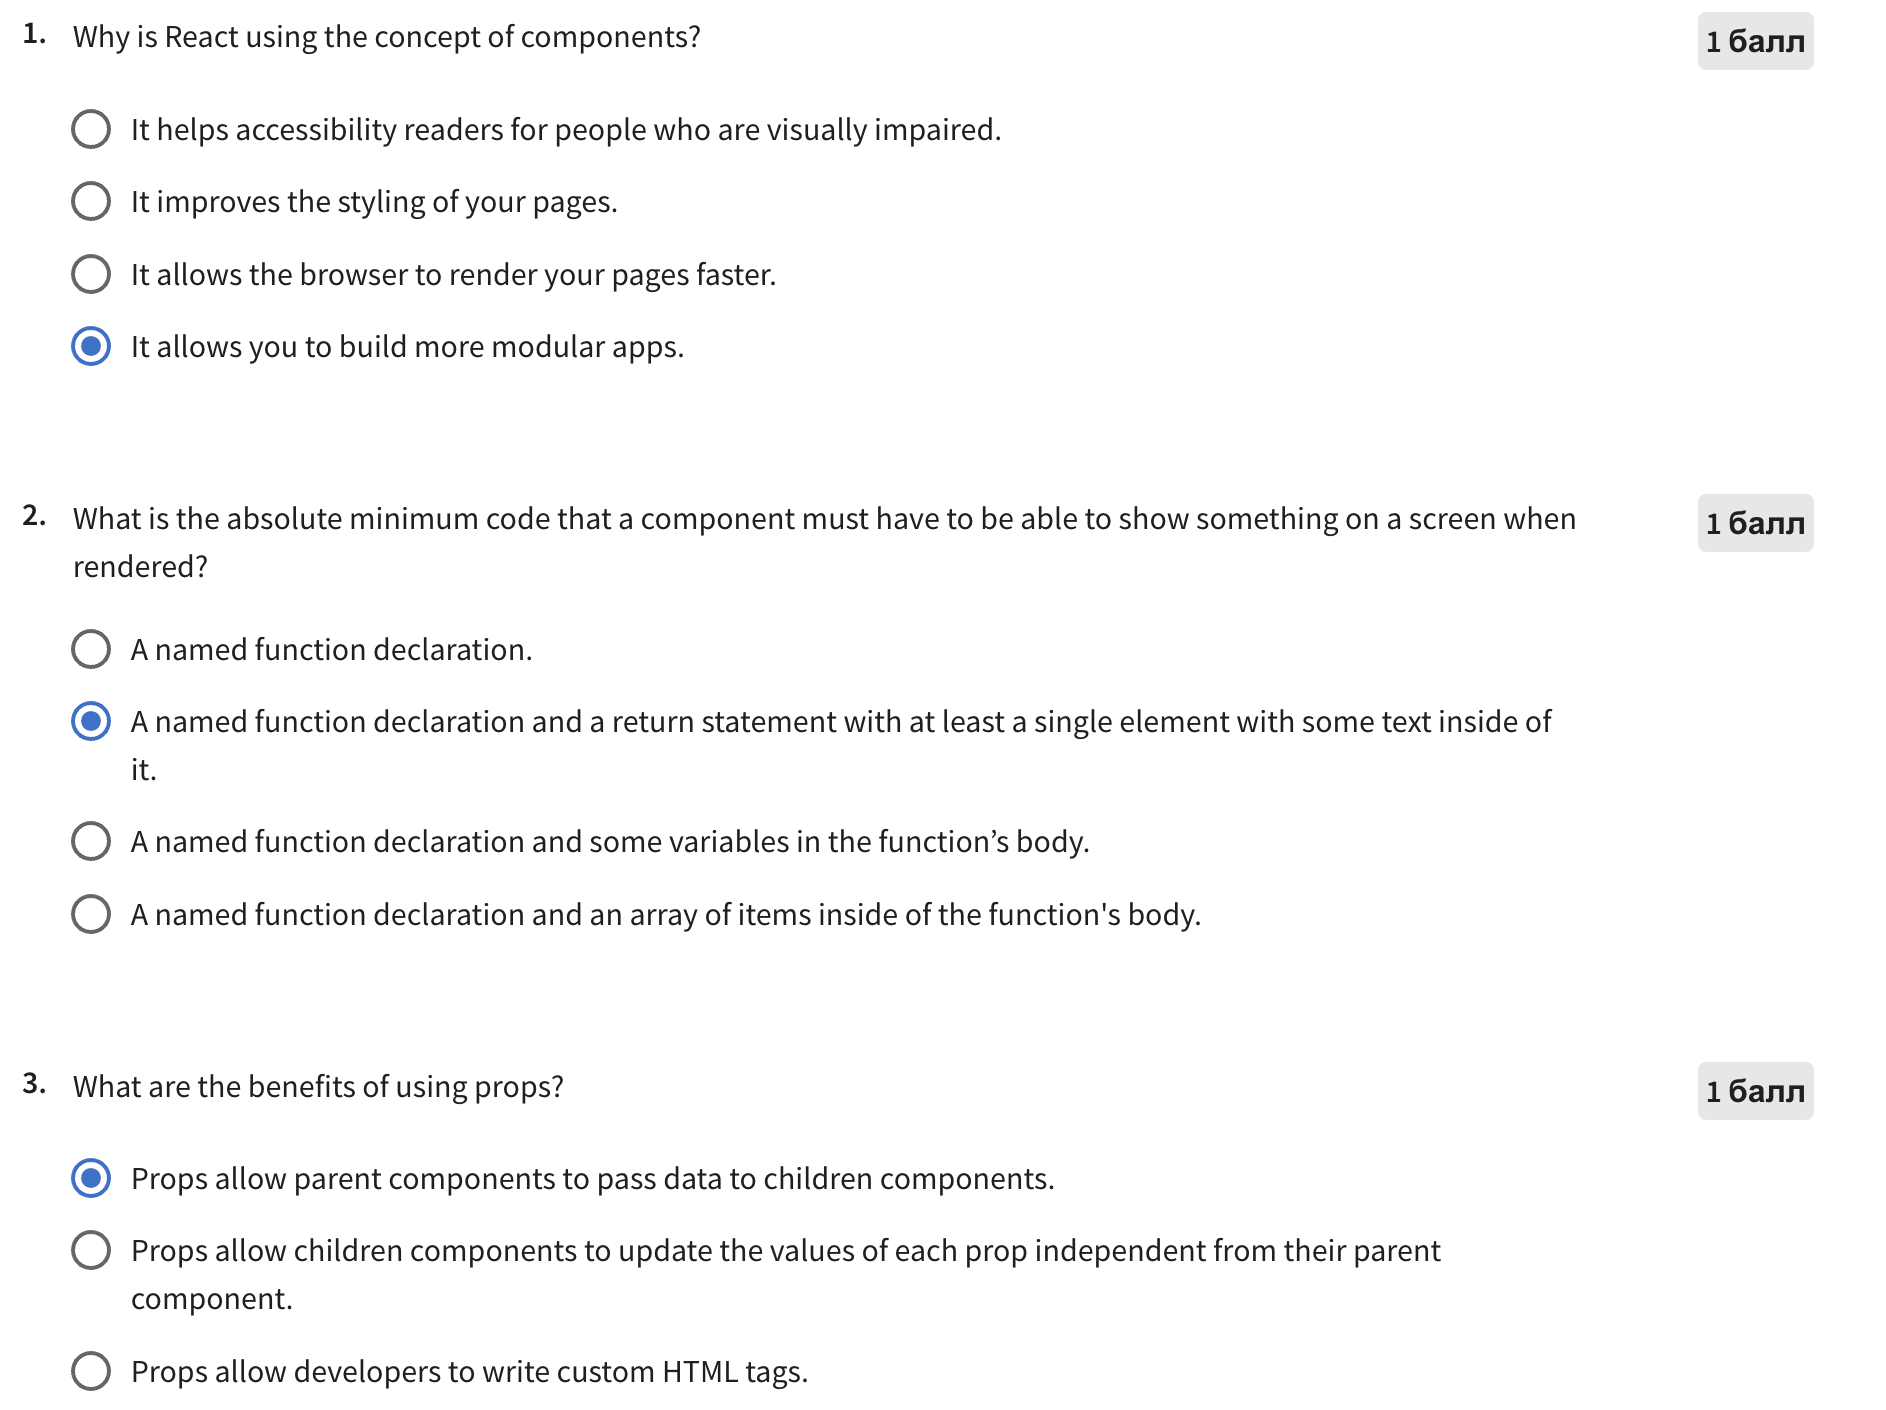 1. Why is React using the concept of components?
1 балл
It helps accessibility readers for people who are visually impaired.
It improves the styling of your pages.
It allows the browser to render your pages faster.
It allows you to build more modular apps.
2. What is the absolute minimum code that a component must have to be able to show something on a screen when
rendered?
1 балл
A named function declaration.
A named function declaration and a return statement with at least a single element with some text inside of
it.
A named function declaration and some variables in the function’s body.
A named function declaration and an array of items inside of the function's body.
3. What are the benefits of using props?
1 балл
Props allow parent components to pass data to children components.
Props allow children components to update the values of each prop independent from their parent
component.
Props allow developers to write custom HTML tags.